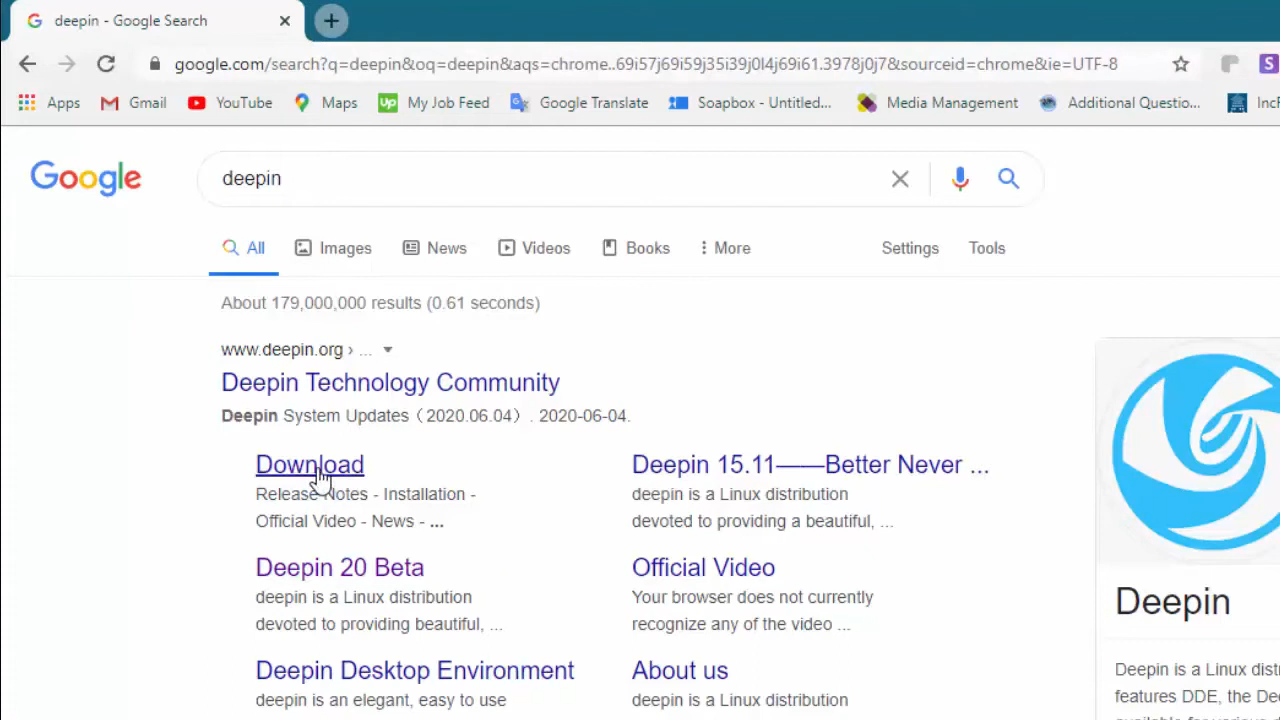 deepin - Google Search
google.com/search?q=deepin&oq=deepin&aqs=chrome..69i57j69i59j35i39j0l4j69i61.3978j0j7&sourceid=chrome&ie=UTF-8
S
Apps Gmail YouTube Maps Up My Job Feed Google Translate Soapbox - Untitled... Media Management Additional Questio...
Google deepin
All Images News Videos Books More Settings Tools
About 179,000,000 results (0.61 seconds)
www.deepin.org › ...
Deepin Technology Community
Deepin System Updates（2020.06.04）. 2020-06-04.
Download
Release Notes - Installation -
Official Video - News - ...
Deepin 15.11——Better Never ...
deepin is a Linux distribution
devoted to providing a beautiful, ...
Deepin 20 Beta
deepin is a Linux distribution
devoted to providing beautiful, ...
Official Video
Your browser does not currently
recognize any of the video ...
Deepin Desktop Environment
deepin is an elegant, easy to use
About us
deepin is a Linux distribution
Deepin
Deepin is a Linux
features DDE, the